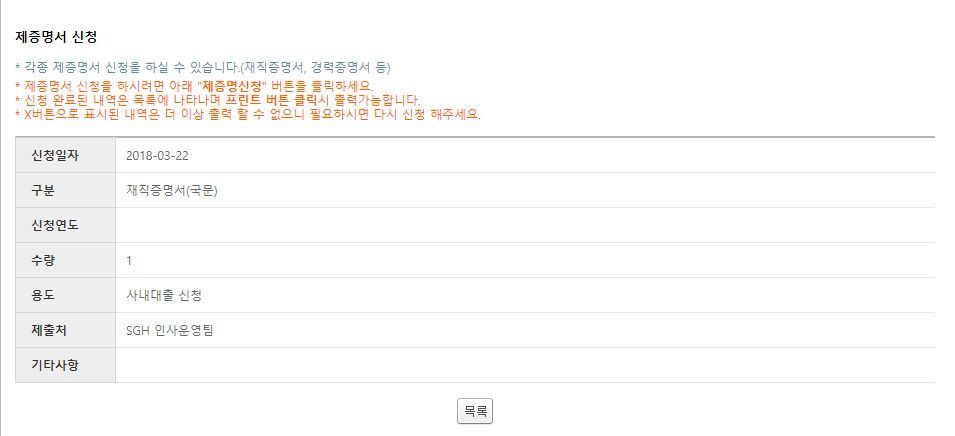 제증명서 신청
* 각종 제증명서 신청을 하실 수 있습니다.(재직증명서, 경력증명서 등)
* 제증명서 신청을 하시려면 아래 "제증명신청" 버튼을 클릭하세요.
* 신청 완료된 내역은 목록에 나타나며 프린트 버튼 클릭시 출력가능합니다.
* X버튼으로 표시된 내역은 더 이상 출력 할 수 없으니 필요하시면 다시 신청 해주세요.
신청일자 2018-03-22
구분 재직증명서(국문)
신청연도
수량 1
용도 사내대출 신청
제출처 SGH 인사운영팀
기타사항
목록